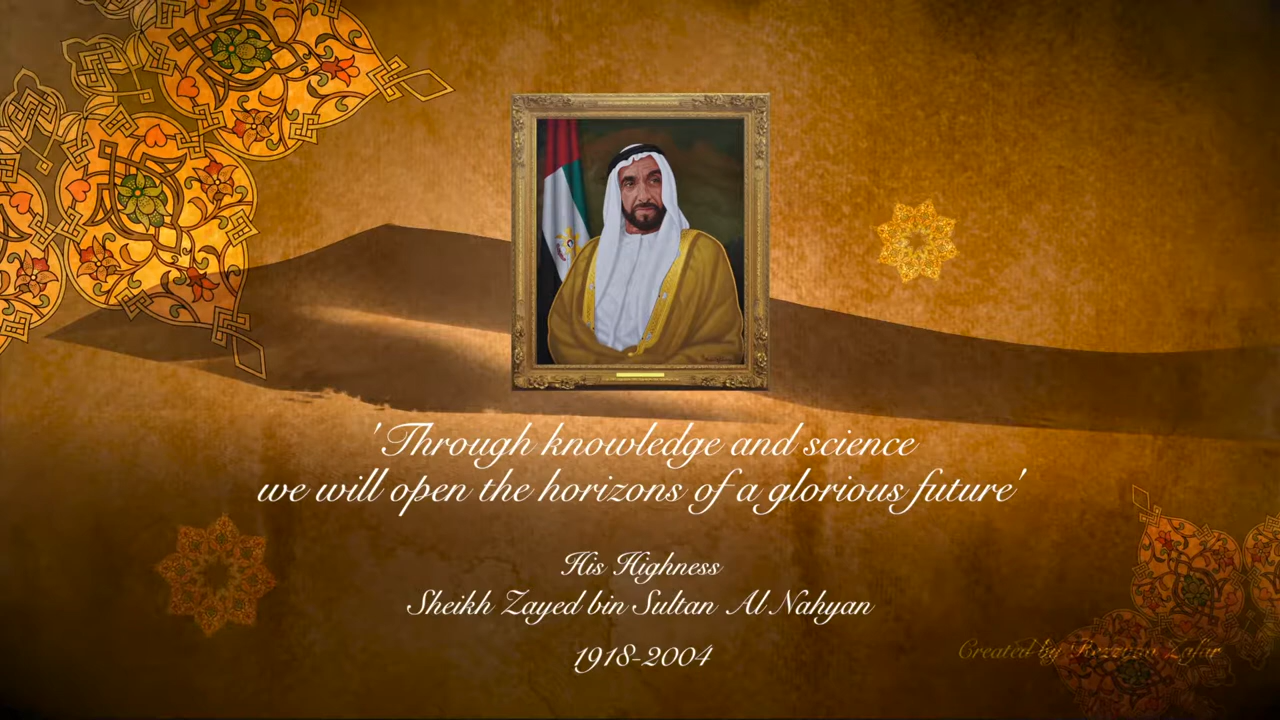 'Through knowledge and science
we will open the horizons of a glorious future'
His Highness
Sheikh Zayed bin Sultan Al Nahyan
1918-2004
Created by Zafar